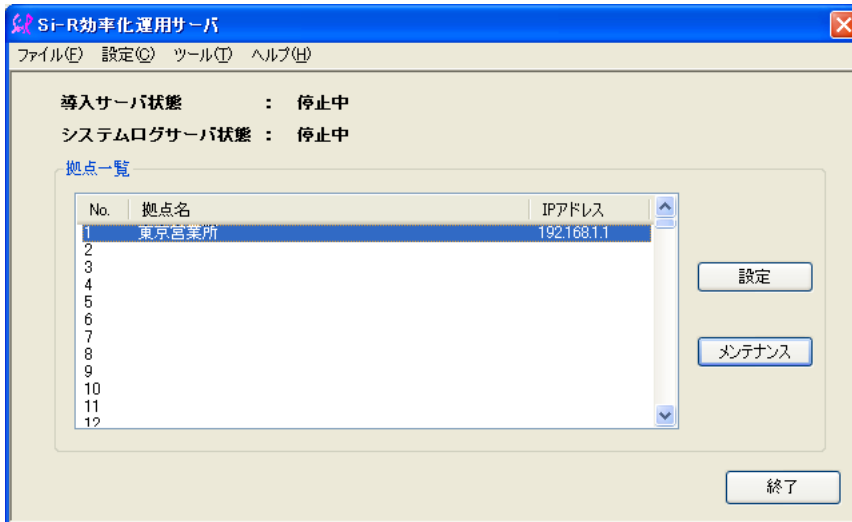 Si-R効率化運用サーバ
ファイル(F) 設定(C) ツール(T) ヘルプ(H)
導入サーバ状態 : 停止中
システムログサーバ状態 : 停止中
拠点一覧
No. 拠点名 IPアドレス
1 東京営業所 192.168.1.1
2
3
4
5
6
7
8
9
10
11
12
設定
メンテナンス
終了